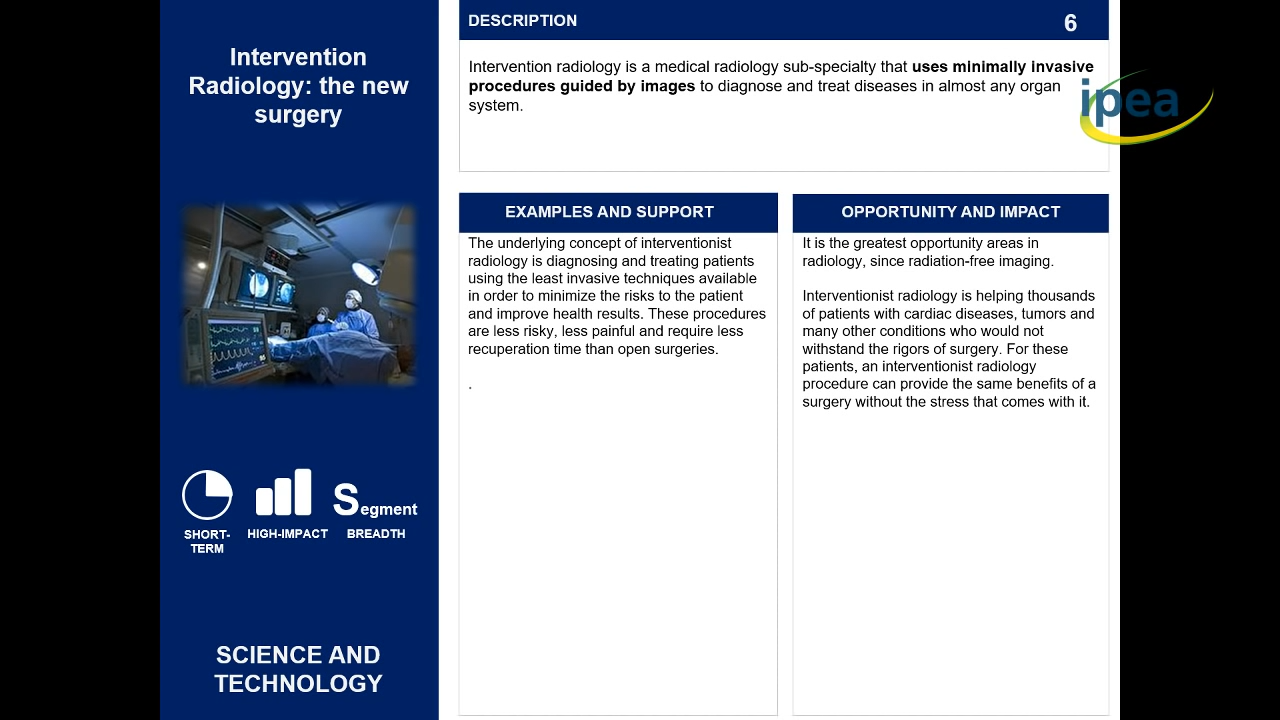 Intervention
Radiology: the new
surgery
SHORT-
TERM
HIGH-IMPACT
Segment
BREADTH
SCIENCE AND
TECHNOLOGY
DESCRIPTION
6
Intervention radiology is a medical radiology sub-specialty that uses minimally invasive
procedures guided by images to diagnose and treat diseases in almost any organ
system.
ipea
EXAMPLES AND SUPPORT
The underlying concept of interventionist
radiology is diagnosing and treating patients
using the least invasive techniques available
in order to minimize the risks to the patient
and improve health results. These procedures
are less risky, less painful and require less
recuperation time than open surgeries.
.
OPPORTUNITY AND IMPACT
It is the greatest opportunity areas in
radiology, since radiation-free imaging.
Interventionist radiology is helping thousands
of patients with cardiac diseases, tumors and
many other conditions who would not
withstand the rigors of surgery. For these
patients, an interventionist radiology
procedure can provide the same benefits of a
surgery without the stress that comes with it.